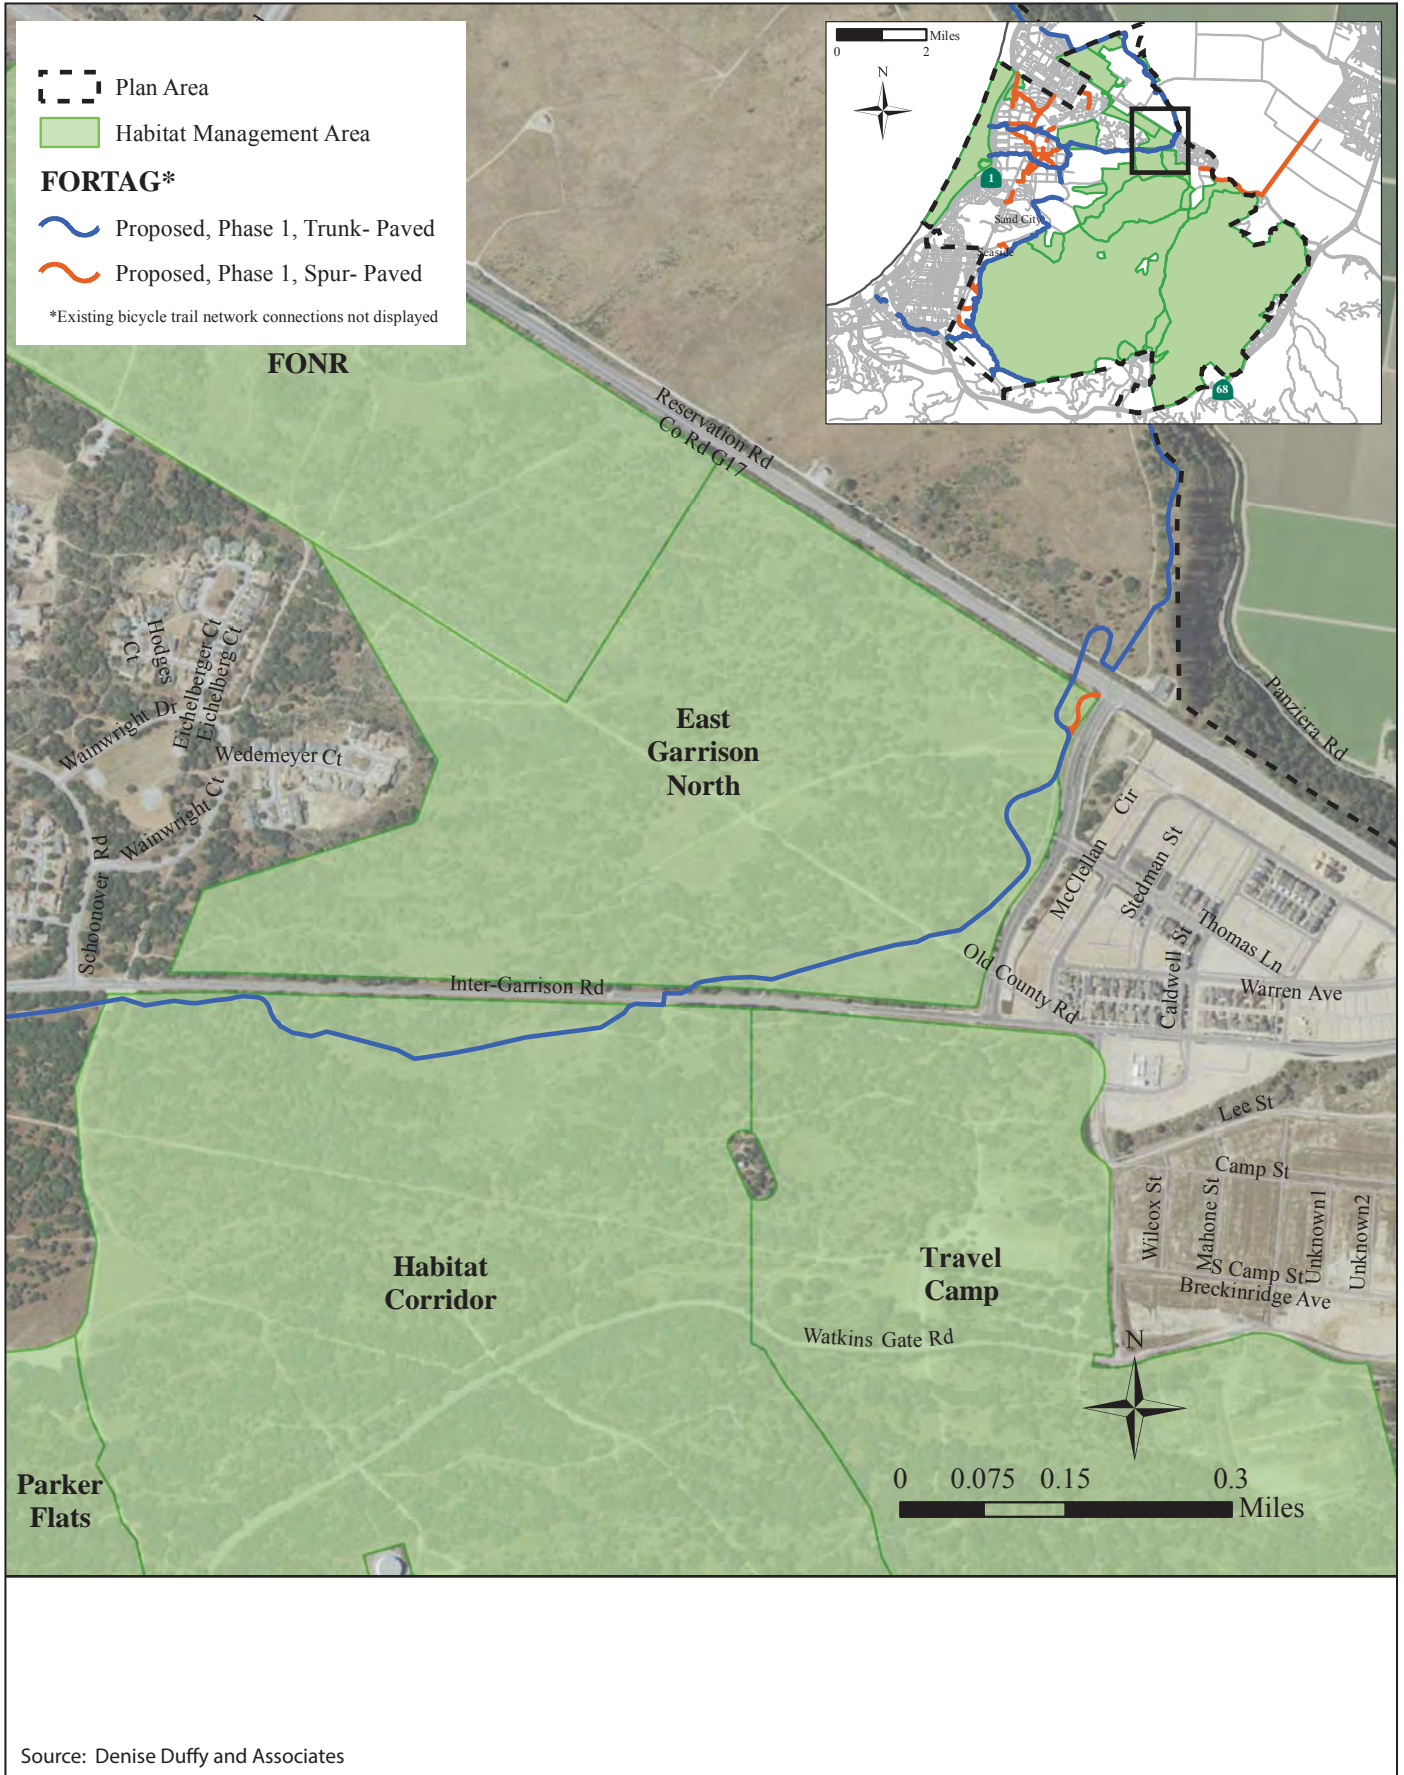 Plan Area
Habitat Management Area
FORTAG*
Proposed, Phase 1, Trunk- Paved
Proposed, Phase 1, Spur- Paved
*Existing bicycle trail network connections not displayed
0
2
Miles
N
1
Sand City
Seaside
68
FONR
Reservation Rd
Co Rd G17
Hodges
Ct
Eichelberger Ct
Eichelberg Ct
Wainwright Dr
Wedemeyer Ct
Wainwright Ct
Schoonover Rd
East
Garrison
North
Panziera Rd
McClellan Cir
Stedman St
Thomas Ln
Caldwell St
Warren Ave
Old County Rd
Inter-Garrison Rd
Lee St
Camp St
Wilcox St
Mahone St
Unknown1
Unknown2
S Camp St
Breckinridge Ave
Habitat
Corridor
Travel
Camp
Watkins Gate Rd
N
Parker
Flats
0
0.075
0.15
0.3
Miles
Source: Denise Duffy and Associates